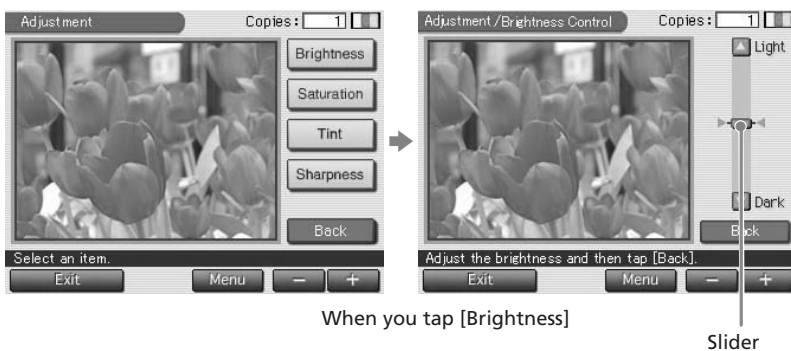 Adjustment
Copies: 1
Brightness
Saturation
Tint
Sharpness
Back
Select an item.
Exit
Menu
– +
Adjustment/Brightness Control
Copies: 1
Light
Dark
Back
Adjust the brightness and then tap [Back].
Exit
Menu
– +
When you tap [Brightness]
Slider